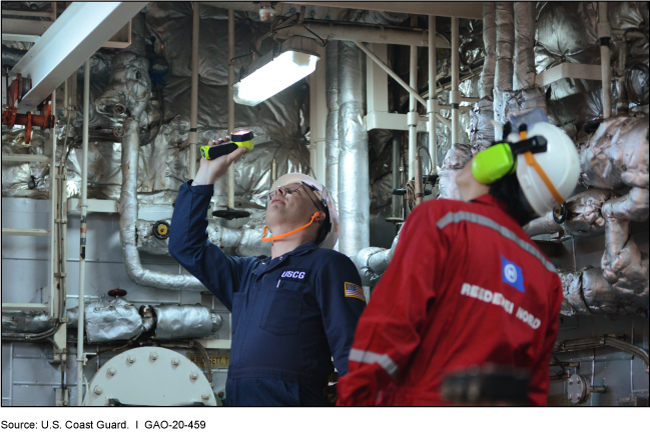 USCG
REEDEREI NORD
Source: U.S. Coast Guard. | GAO-20-459